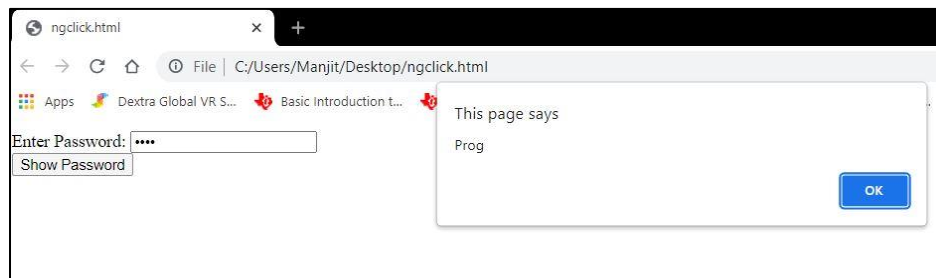 ngclick.html
File | C:/Users/Manjit/Desktop/ngclick.html
Apps Dextra Global VR S... Basic Introduction t...
This page says
Prog
OK
Enter Password: ••••
Show Password